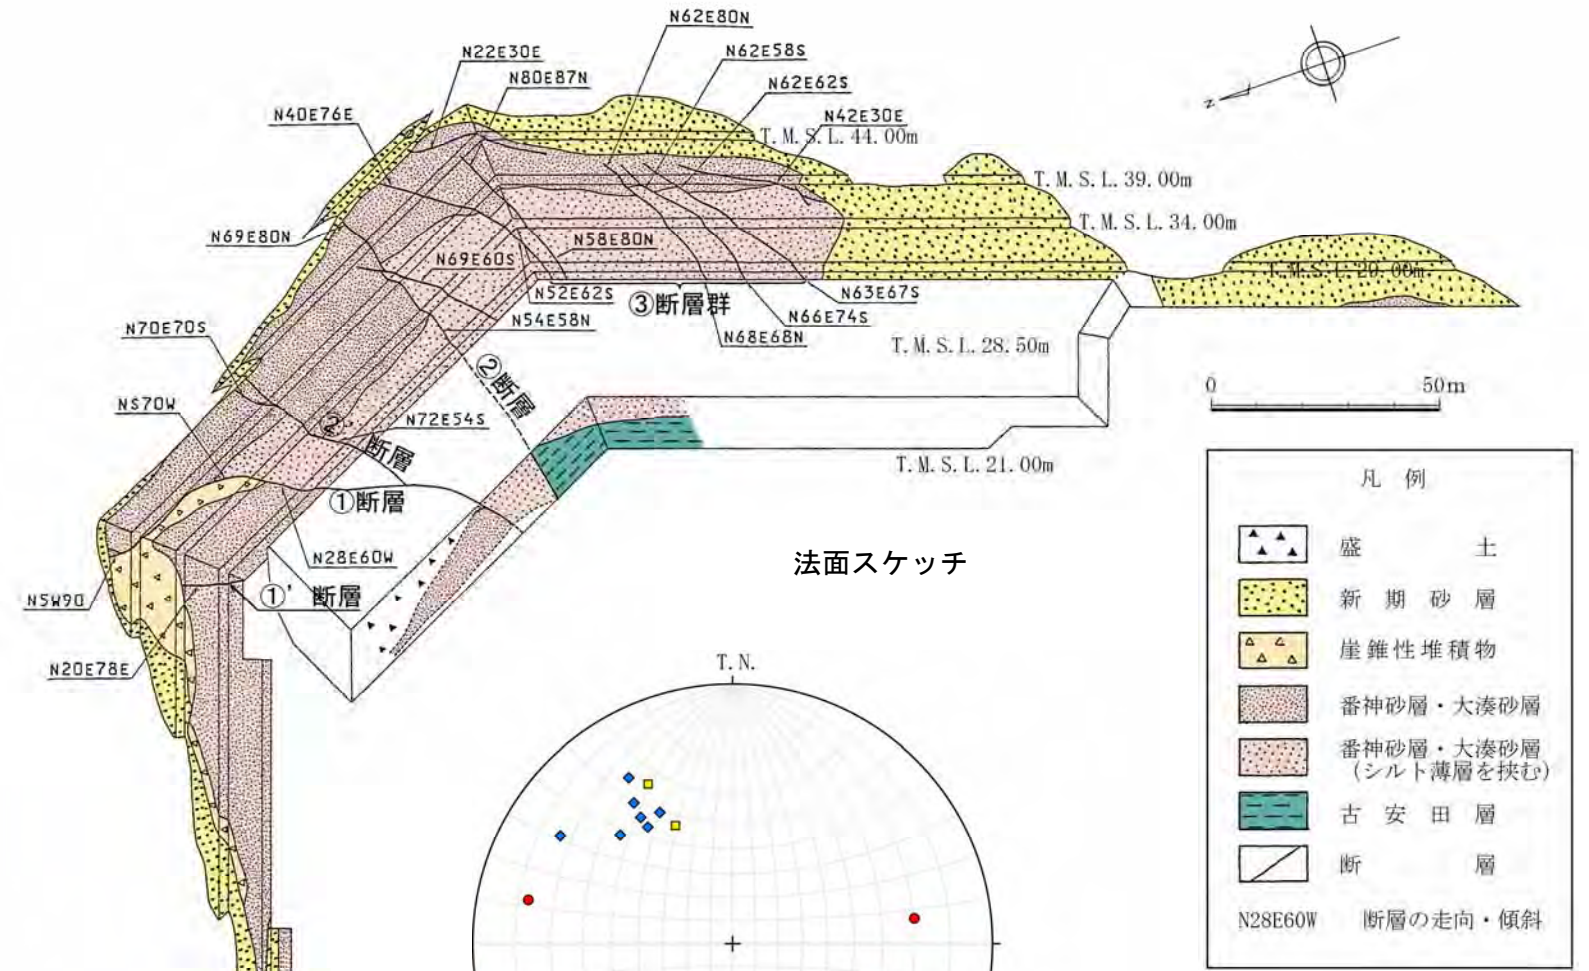 N62E80N
N22E30E
N62E58S
N80E87N
N62E62S
N40E76E
N42E30E
T.M.S.L.44.00m
z
T.M.S.L.39.00m
T.M.S.L.34.00m
N69E80N
N58E80N
N69E60S
T.M.S.L.20.00m
N52E62S
③断層群
N63E67S
N54E58N
N66E74S
N70E70S
N68E68N
T.M.S.L.28.50m
②断層
0 50m
NS70W
②’断層
N72E54S
T.M.S.L.21.00m
①断層
法面スケッチ
N28E60W
①’断層
N5W90
N20E78E
T.N.
凡 例
盛 土
新 期 砂 層
崖錐性堆積物
番神砂層・大湊砂層
番神砂層・大湊砂層
(シルト薄層を挟む)
古 安 田 層
断 層
N28E60W 断層の走向・傾斜